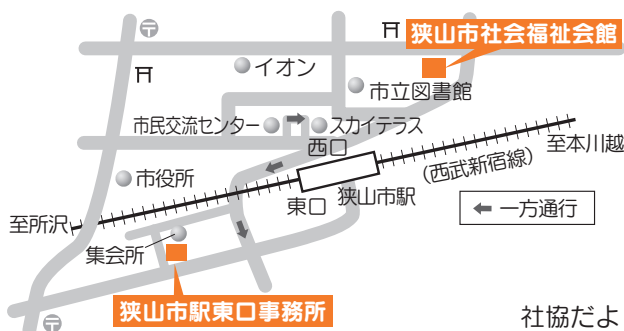 狭山市社会福祉会館
イオン
市立図書館
市民交流センター
スカイテラス
西口
至本川越
(西武新宿線)
市役所
狭山市駅
東口
至所沢
← 一方通行
集会所
狭山市駅東口事務所
社協だよ